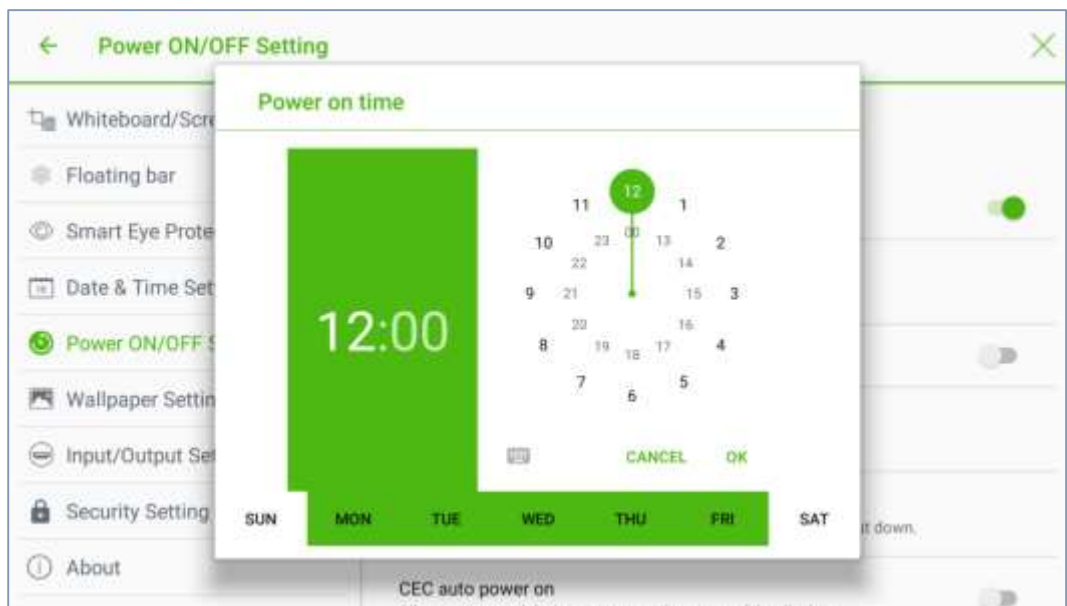 Power ON/OFF Setting
Power on time
Whiteboard/Scre
Floating bar
Smart Eye Prote
Date & Time Set
Power ON/OFF S
Wallpaper Settin
Input/Output Set
Security Setting
About
12:00
12
1
2
3
4
5
6
7
8
9
10
11
00
13
14
15
16
17
18
19
20
21
22
23
CANCEL OK
SUN MON TUE WED THU FRI SAT
ut down.
CEC auto power on